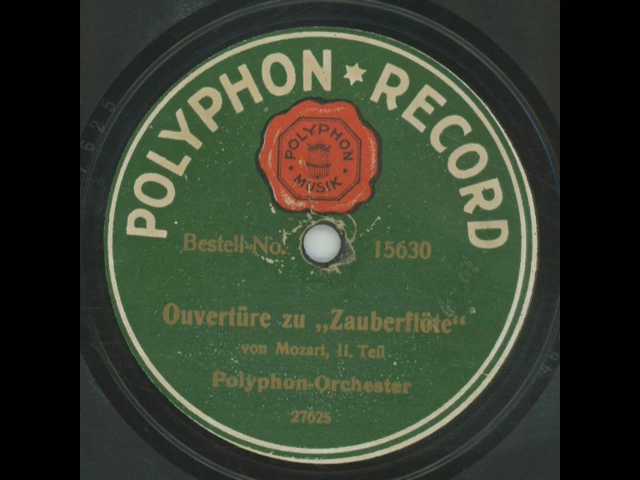 POLYPHON ★ RECORD
POLYPHON
MUSIK
Bestell-No. 15630
Ouvertüre zu „Zauberflöte“
von Mozart, II. Teil
Polyphon-Orchester
27625